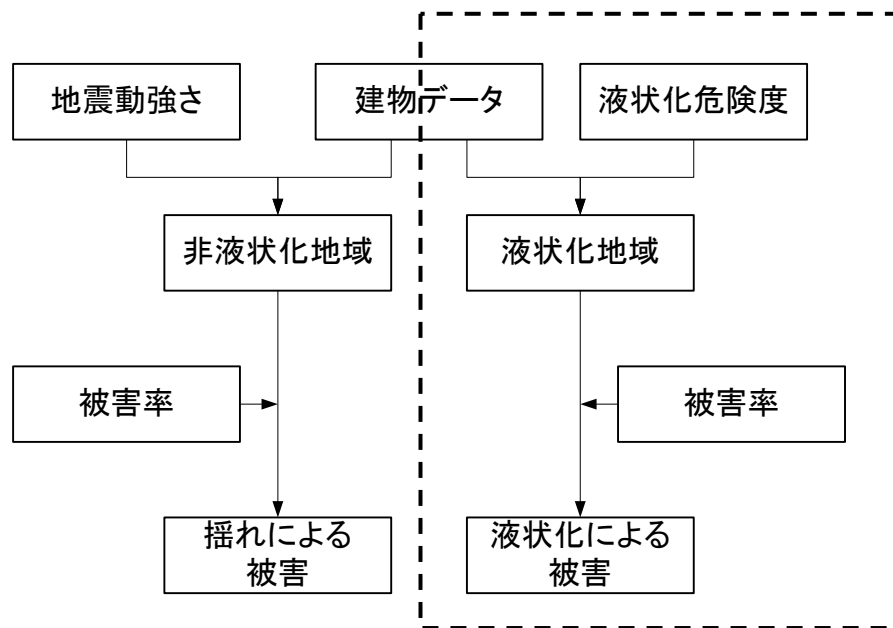 地震動強さ
建物データ
液状化危険度
非液状化地域
液状化地域
被害率
被害率
揺れによる
被害
液状化による
被害